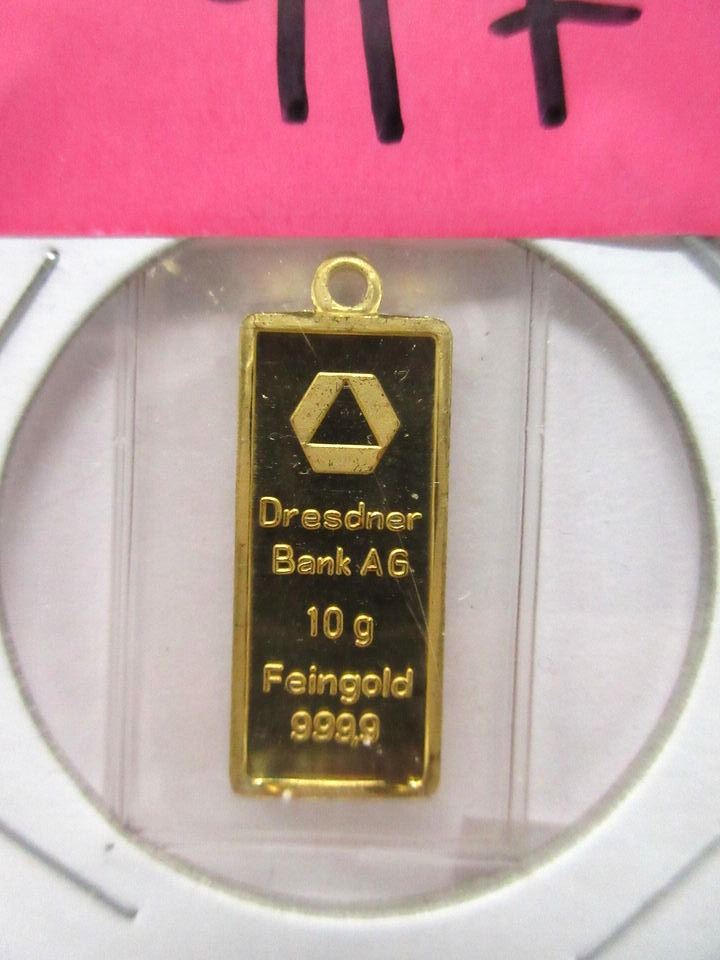 Dresdner
Bank AG
10 g
Feingold
999,9